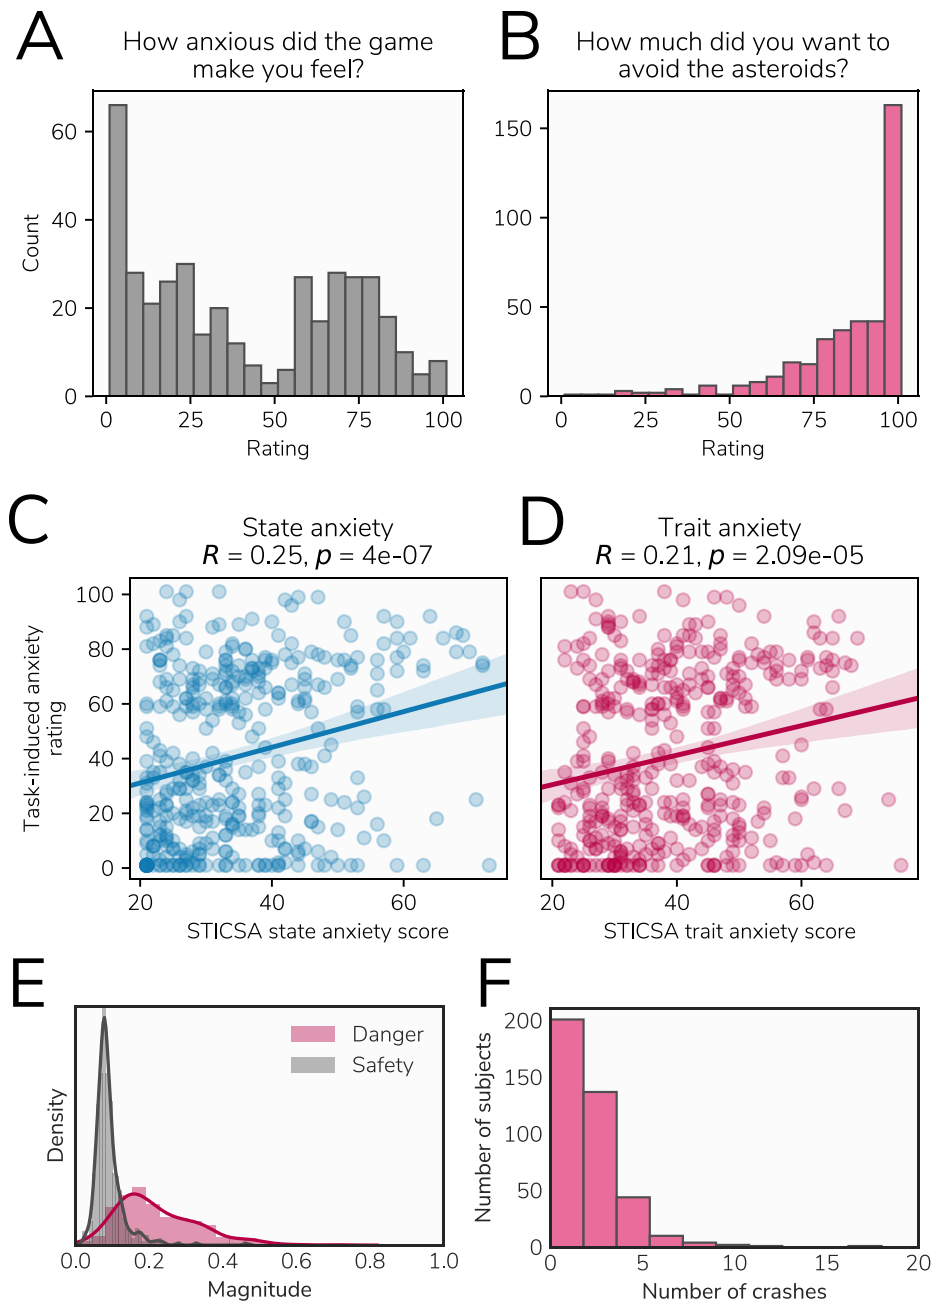 A
How anxious did the game
make you feel?
Count
60
40
20
0
0 25 50 75 100
Rating
B
How much did you want to
avoid the asteroids?
150
100
50
0
0 25 50 75 100
Rating
C
State anxiety
R = 0.25, p = 4e-07
Task-induced anxiety
rating
100
80
60
40
20
0
20 40 60
STICSA state anxiety score
D
Trait anxiety
R = 0.21, p = 2.09e-05
20 40 60
STICSA trait anxiety score
E
Density
Danger
Safety
0.0 0.2 0.4 0.6 0.8 1.0
Magnitude
F
Number of subjects
200
150
100
50
0
0 5 10 15 20
Number of crashes